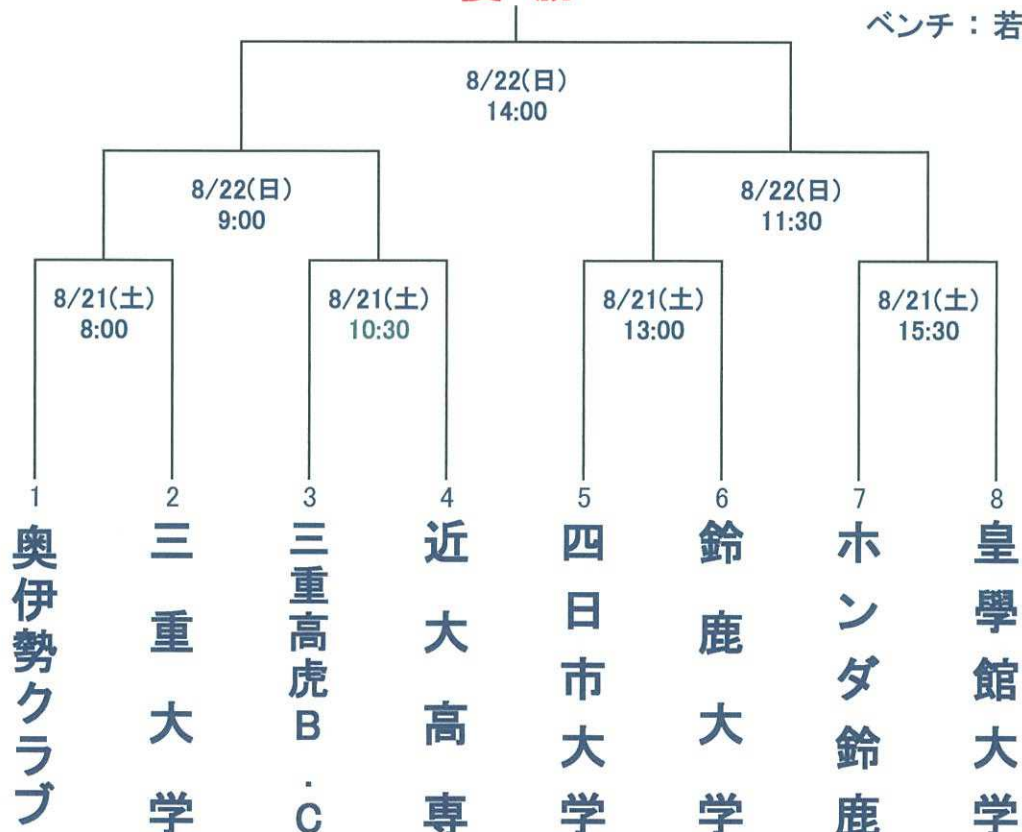 ベンチ：若
8/22(日)
14:00
8/22(日)
9:00
8/22(日)
11:30
8/21(土)
8:00
8/21(土)
10:30
8/21(土)
13:00
8/21(土)
15:30
1
2
3
4
5
6
7
8
奥伊勢クラブ
三重大学
三重高虎B.C
近大高専
四日市大学
鈴鹿大学
ホンダ鈴鹿
皇學館大学